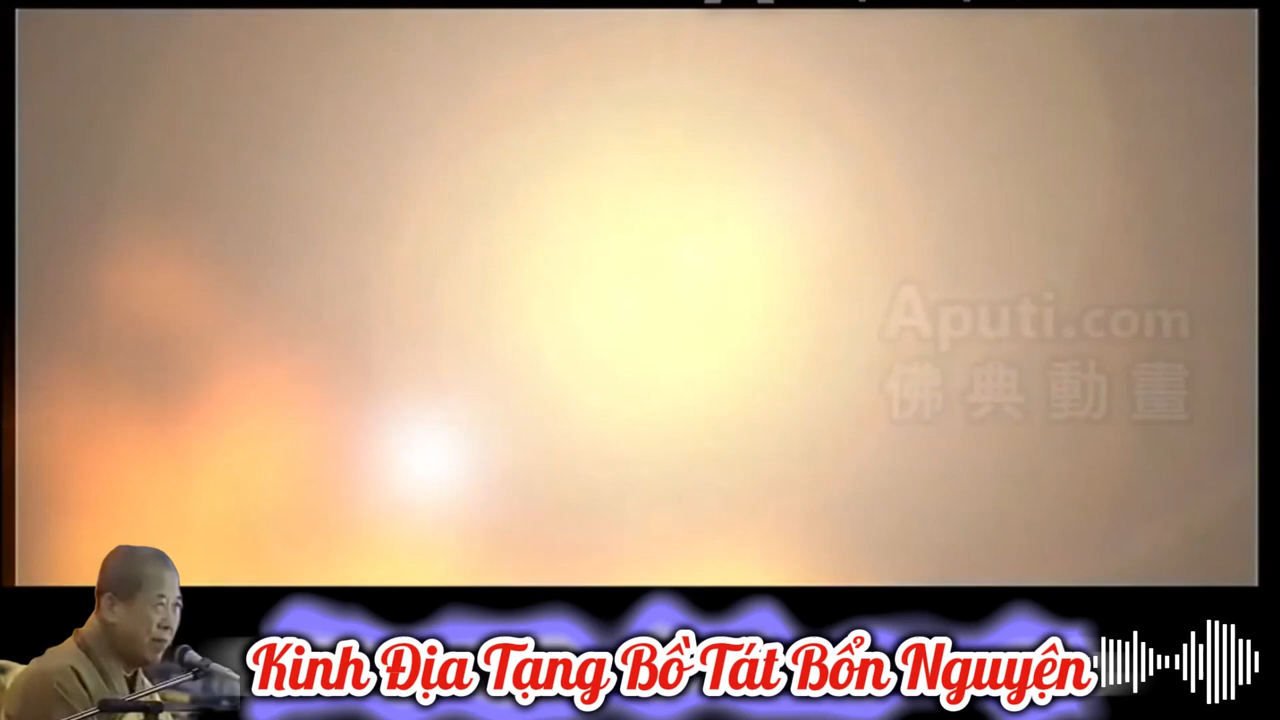 Aputi.com
佛典動畫
Kinh Địa Tạng Bồ Tát Bổn Nguyện